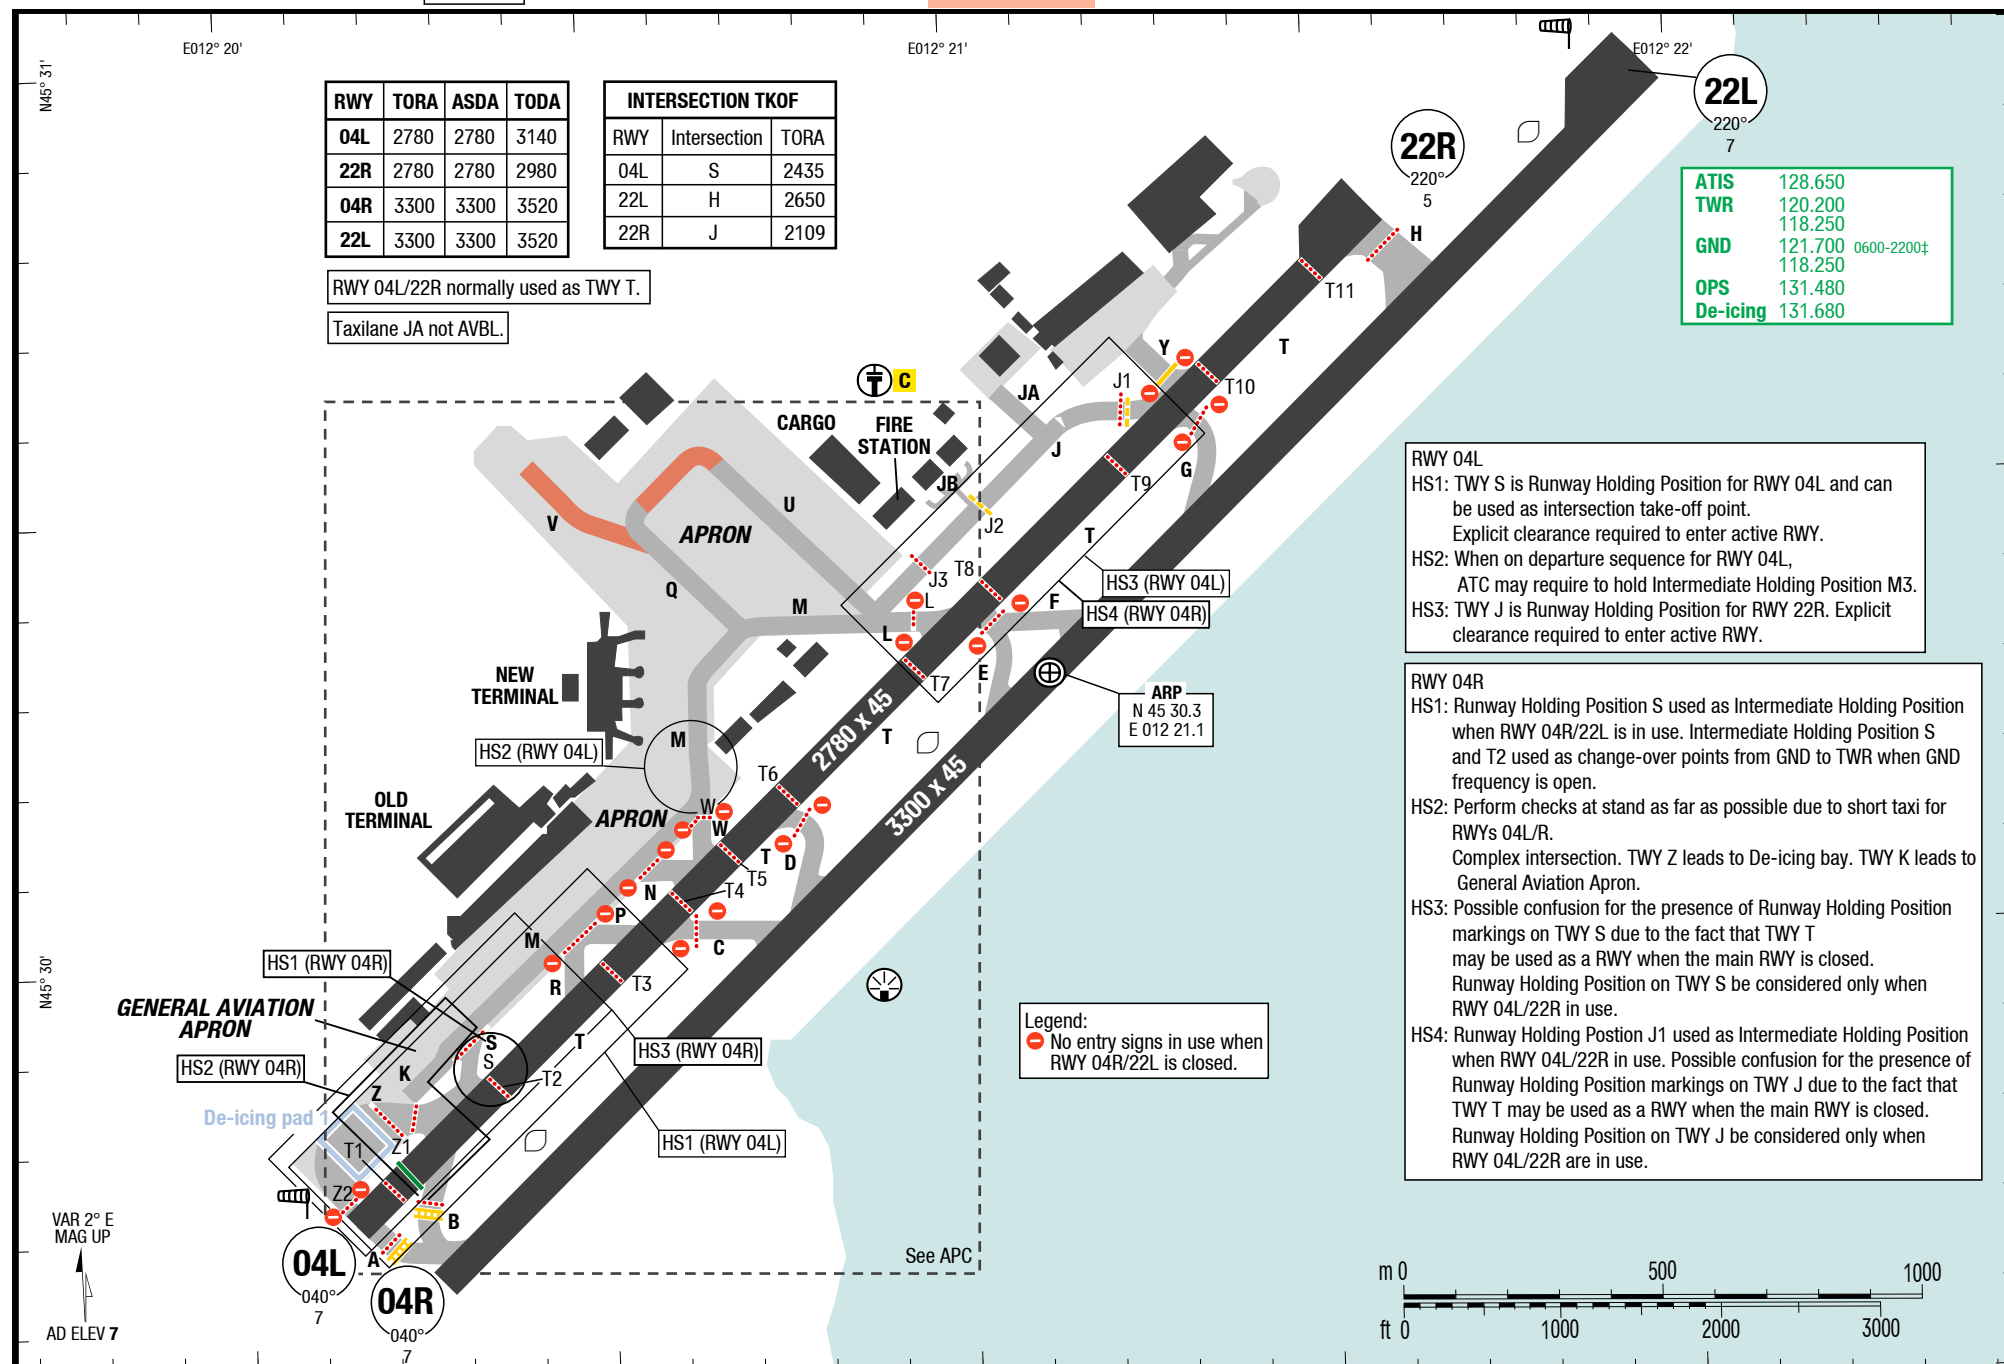 E012° 20'
E012° 21'
E012° 22'
N45° 31'
N45° 30'
RWY TORA ASDA TODA
04L 2780 2780 3140
22R 2780 2780 2980
04R 3300 3300 3520
22L 3300 3300 3520
INTERSECTION TKOF
RWY Intersection TORA
04L S 2435
22L H 2650
22R J 2109
RWY 04L/22R normally used as TWY T.
Taxilane JA not AVBL.
22L
220°
7
22R
220°
5
ATIS 128.650
TWR 120.200
118.250
GND 121.700 0600-2200‡
118.250
OPS 131.480
De-icing 131.680
H
T11
T
Y
T10
J1
JA
C
CARGO
FIRE
STATION
J
G
T9
JB
J2
U
V
APRON
T
T8
J3
HS3 (RWY 04L)
Q
M
L
F
HS4 (RWY 04R)
L
E
T7
NEW
TERMINAL
ARP
N 45 30.3
E 012 21.1
2780 x 45
T
M
HS2 (RWY 04L)
T6
3300 x 45
OLD
TERMINAL
APRON
W
W
T
D
T5
T4
N
P
M
C
R
T3
HS1 (RWY 04R)
GENERAL AVIATION
APRON
S
S
T
HS3 (RWY 04R)
HS2 (RWY 04R)
K
Z
T2
De-icing pad 1
T1
Z1
HS1 (RWY 04L)
Z2
B
A
See APC
04L
040°
7
04R
040°
7
VAR 2° E
MAG UP
AD ELEV 7
RWY 04L
HS1: TWY S is Runway Holding Position for RWY 04L and can
be used as intersection take-off point.
Explicit clearance required to enter active RWY.
HS2: When on departure sequence for RWY 04L,
ATC may require to hold Intermediate Holding Position M3.
HS3: TWY J is Runway Holding Position for RWY 22R. Explicit
clearance required to enter active RWY.
RWY 04R
HS1: Runway Holding Position S used as Intermediate Holding Position
when RWY 04R/22L is in use. Intermediate Holding Position S
and T2 used as change-over points from GND to TWR when GND
frequency is open.
HS2: Perform checks at stand as far as possible due to short taxi for
RWYs 04L/R.
Complex intersection. TWY Z leads to De-icing bay. TWY K leads to
General Aviation Apron.
HS3: Possible confusion for the presence of Runway Holding Position
markings on TWY S due to the fact that TWY T
may be used as a RWY when the main RWY is closed.
Runway Holding Position on TWY S be considered only when
RWY 04L/22R in use.
HS4: Runway Holding Postion J1 used as Intermediate Holding Position
when RWY 04L/22R in use. Possible confusion for the presence of
Runway Holding Position markings on TWY J due to the fact that
TWY T may be used as a RWY when the main RWY is closed.
Runway Holding Position on TWY J be considered only when
RWY 04L/22R are in use.
Legend:
No entry signs in use when
RWY 04R/22L is closed.
m 0 500 1000
ft 0 1000 2000 3000